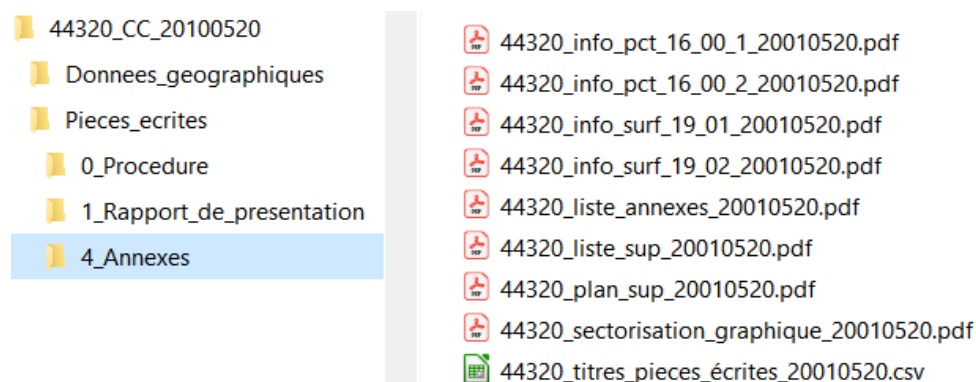 44320_CC_20100520
Donnees_geographiques
Pieces_ecrites
0_Procedure
1_Rapport_de_presentation
4_Annexes
44320_info_pct_16_00_1_20010520.pdf
44320_info_pct_16_00_2_20010520.pdf
44320_info_surf_19_01_20010520.pdf
44320_info_surf_19_02_20010520.pdf
44320_liste_annexes_20010520.pdf
44320_liste_sup_20010520.pdf
44320_plan_sup_20010520.pdf
44320_sectorisation_graphique_20010520.pdf
44320_titres_pieces_écrites_20010520.csv